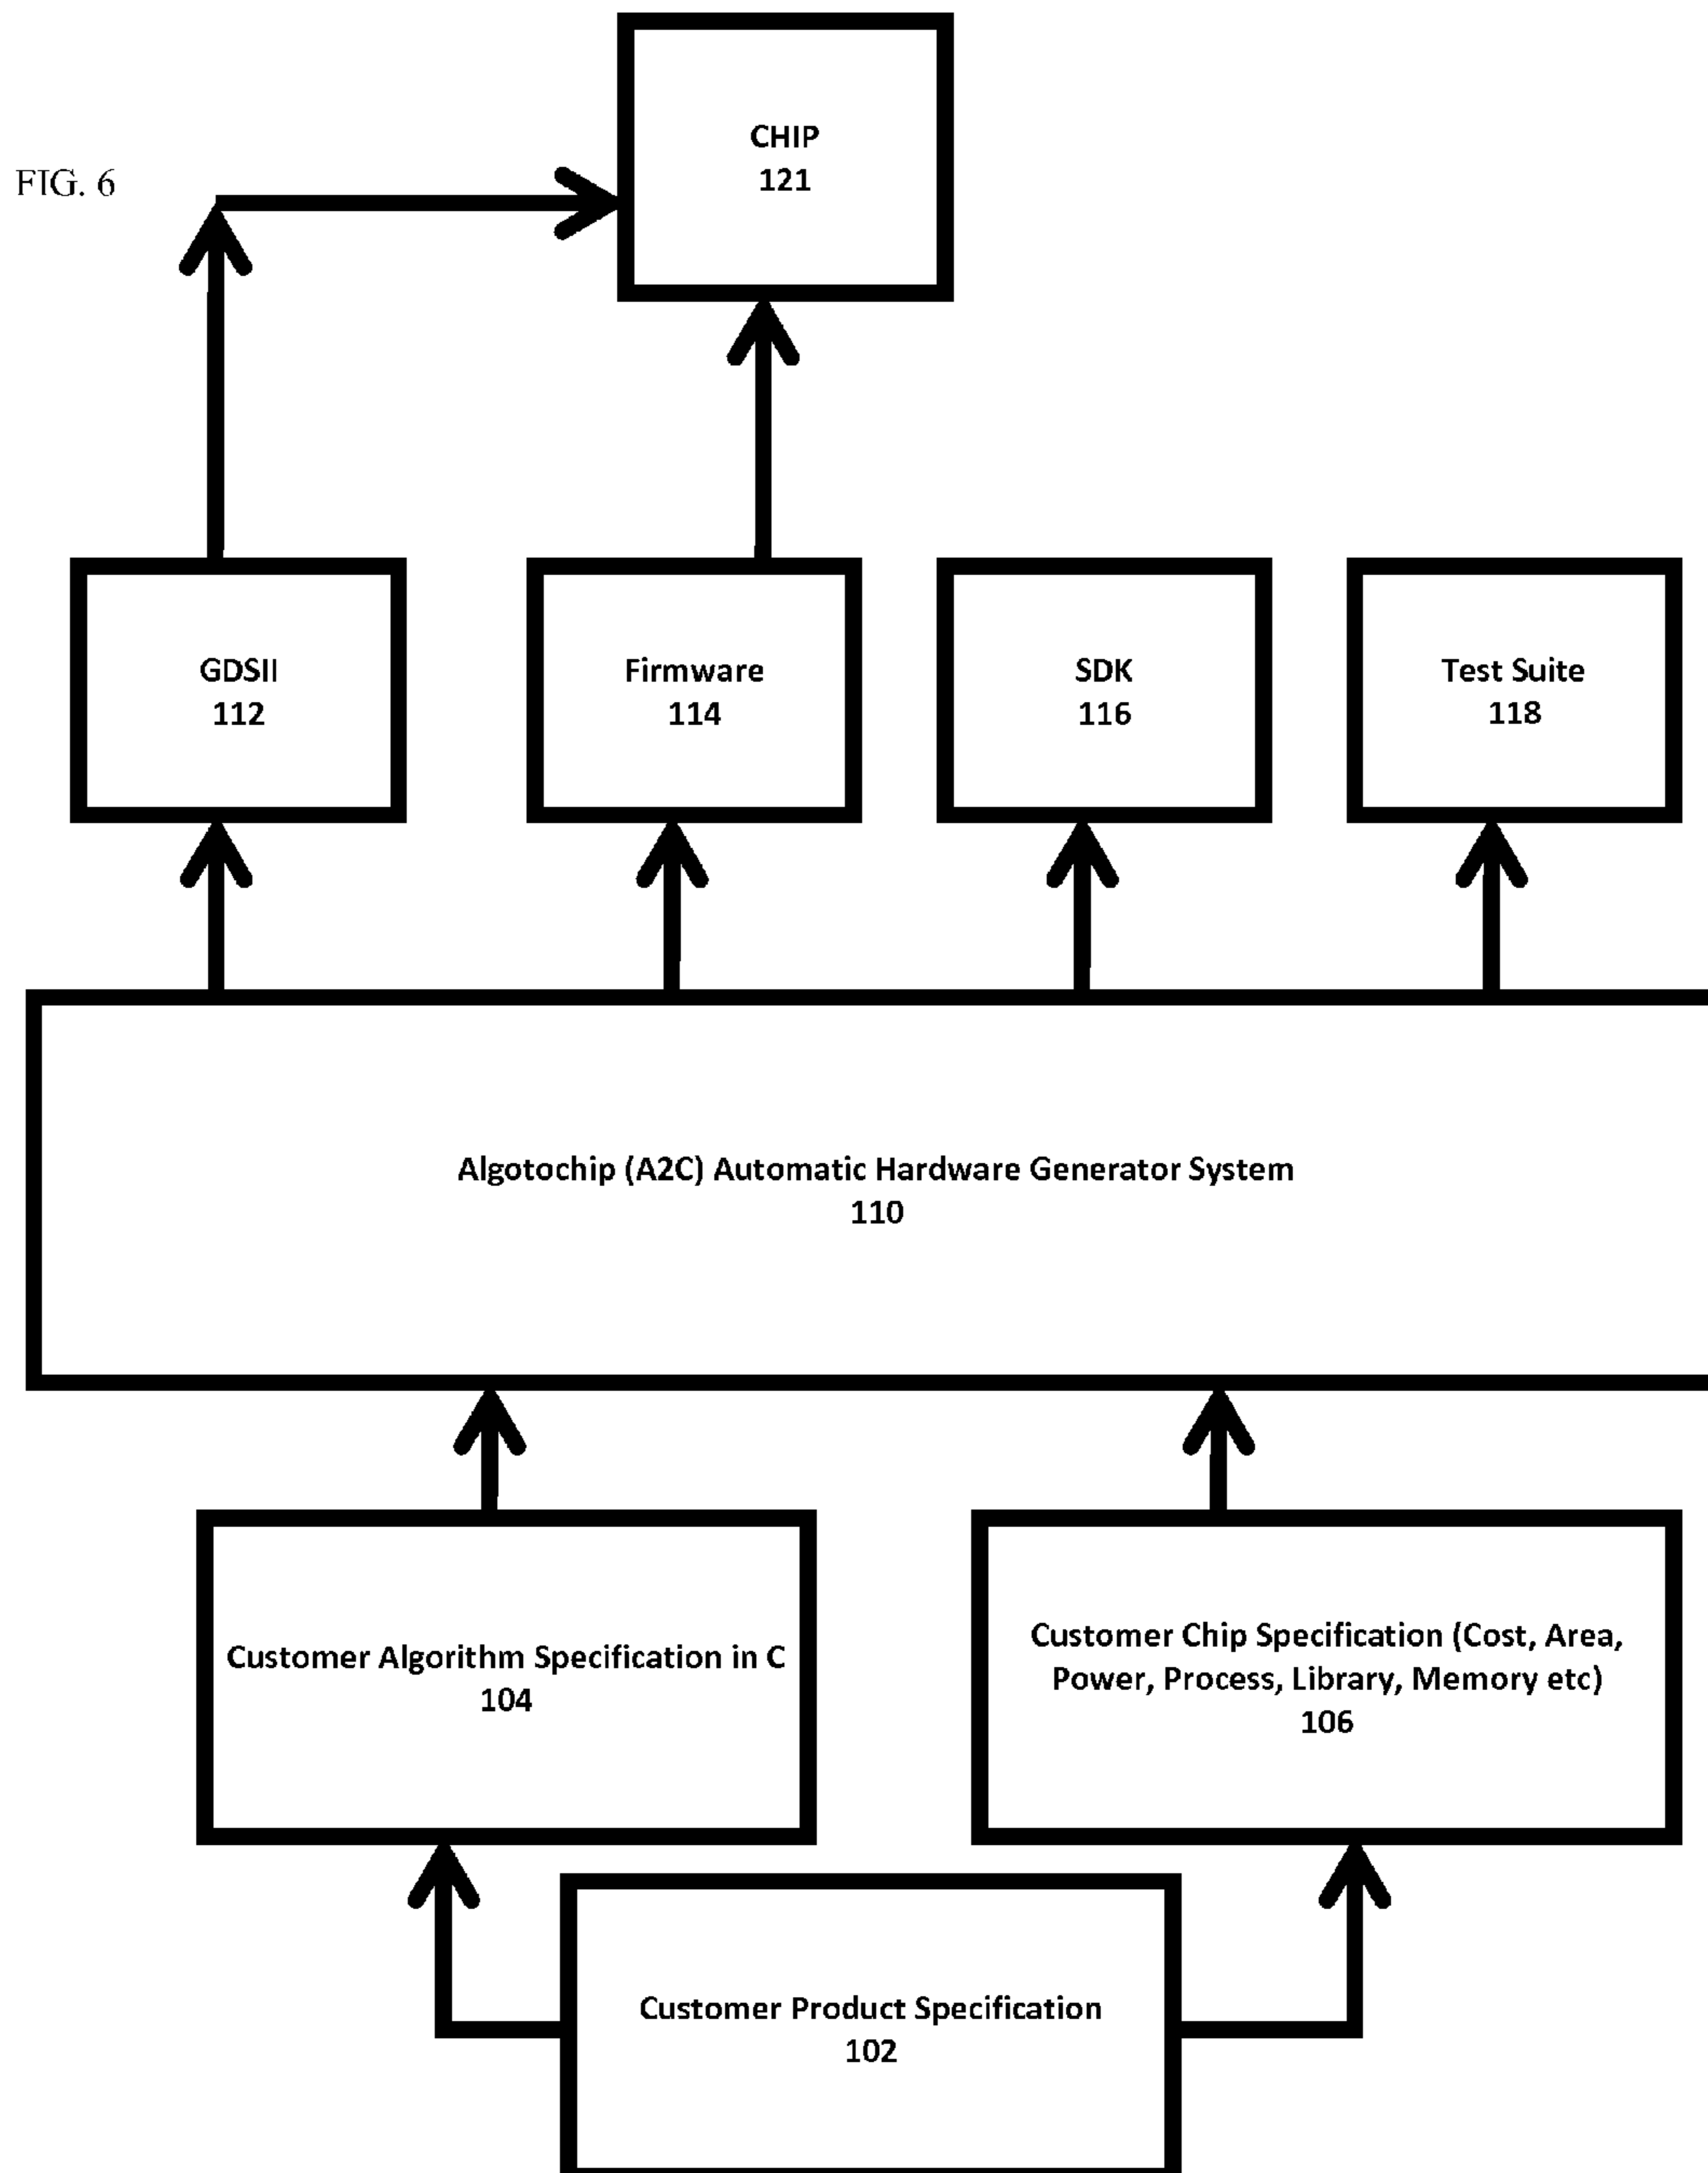 CHIP
121
FIG. 6
GDSII
112
Firmware
114
SDK
116
Test Suite
118
Algotochip (A2C) Automatic Hardware Generator System
110
Customer Algorithm Specification in C
104
Customer Chip Specification (Cost, Area,
Power, Process, Library, Memory etc)
106
Customer Product Specification
102